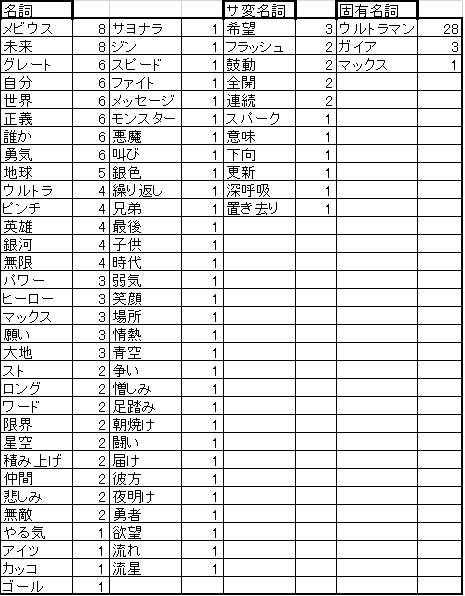 名詞 サ変名詞 固有名詞
メビウス 8 サヨナラ 1 希望 3 ウルトラマン 28
未来 8 ジン 1 フラッシュ 2 ガイア 3
グレート 6 スピード 1 鼓動 2 マックス 1
自分 6 ファイト 1 全開 2
世界 6 メッセージ 1 連続 2
正義 6 モンスター 1 スパーク 1
誰か 6 悪魔 1 意味 1
勇気 6 叫び 1 下向 1
地球 5 銀色 1 更新 1
ウルトラ 4 繰り返し 1 深呼吸 1
ピンチ 4 兄弟 1 置き去り 1
英雄 4 最後 1
銀河 4 子供 1
無限 4 時代 1
パワー 3 弱気 1
ヒーロー 3 笑顔 1
マックス 3 場所 1
願い 3 情熱 1
大地 3 青空 1
スト 2 争い 1
ロング 2 憎しみ 1
ワード 2 足踏み 1
限界 2 朝焼け 1
星空 2 闘い 1
積み上げ 2 届け 1
仲間 2 彼方 1
悲しみ 2 夜明け 1
無敵 2 勇者 1
やる気 1 欲望 1
アイツ 1 流れ 1
カッコ 1 流星 1
ゴール 1